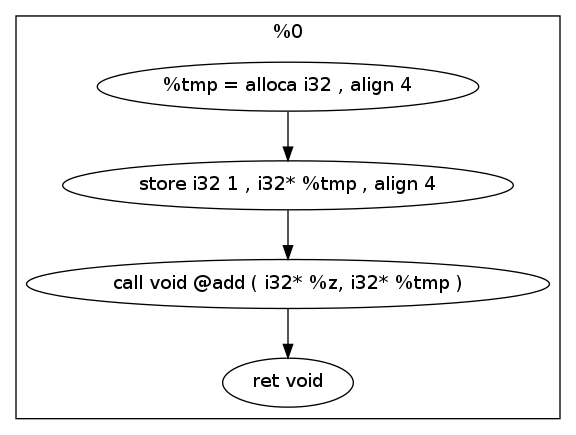 %0
%tmp = alloca i32 , align 4
store i32 1 , i32* %tmp , align 4
call void @add ( i32* %z, i32* %tmp )
ret void